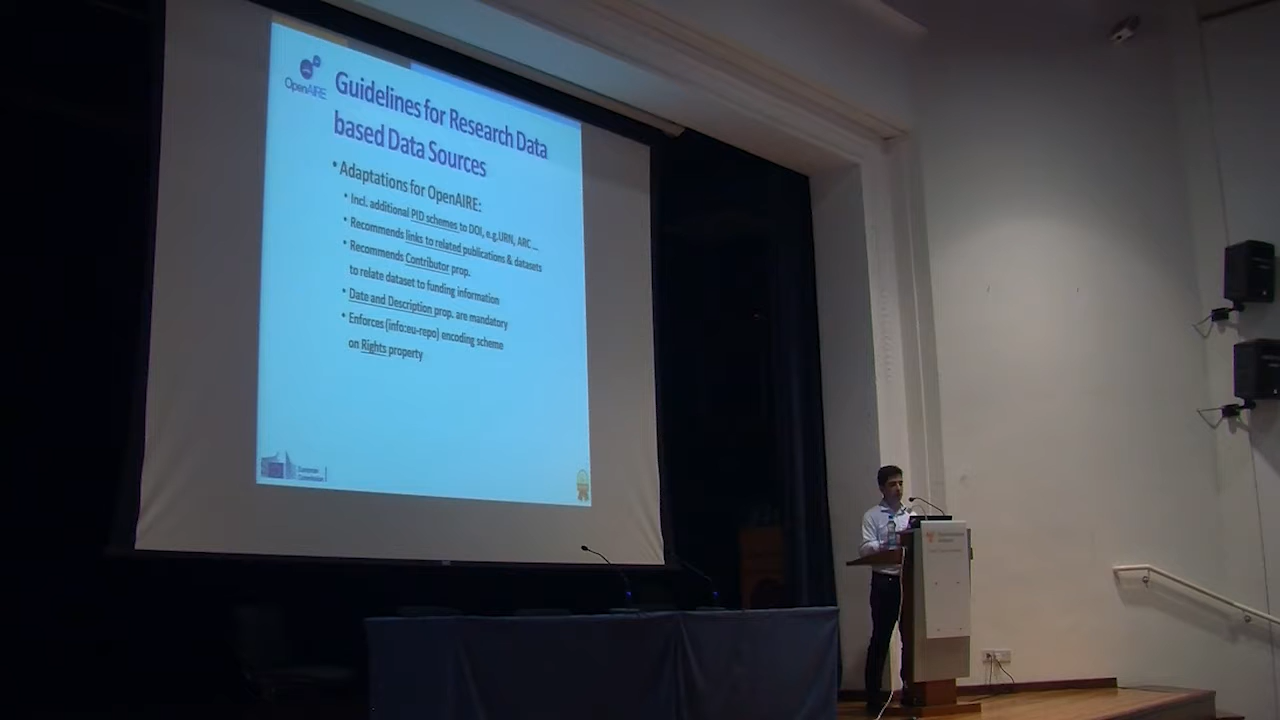 OpenAIRE
Guidelines for Research Data
based Data Sources
• Adaptations for OpenAIRE:
• Incl. additional PID schemes to DOI, e.g.URN, ARC ...
• Recommends links to related publications & datasets
• Recommends Contributor prop.
to relate dataset to funding information
• Date and Description prop. are mandatory
• Enforces (info:eu-repo) encoding scheme
on Rights property
European
Commission